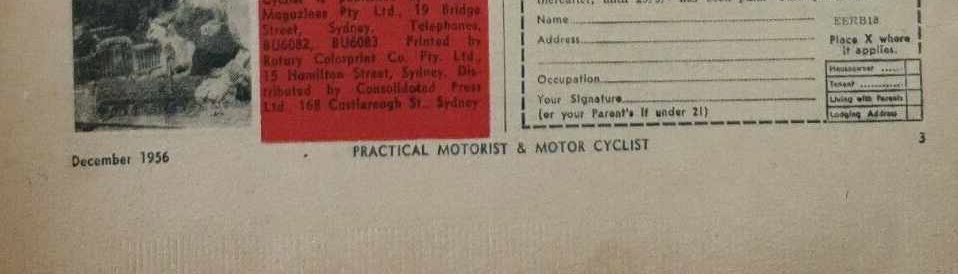 Magazines Pty Ltd., 19 Bridge
Street, Sydney. Telephones,
BU6082, BU6083 Printed by
Rotary Colorprint Co. Pty. Ltd.,
15 Hamilton Street, Sydney. Dis-
tributed by Consolidated Press
Ltd. 168 Castlereagh St., Sydney
Name
Address
Occupation
Your Signature
(or your Parent's if under 21)
EERB18
Place X where
it applies.
Houseowner ......
Tenant ............
Living with Parents
Lodging Address
December 1956
PRACTICAL MOTORIST & MOTOR CYCLIST
3